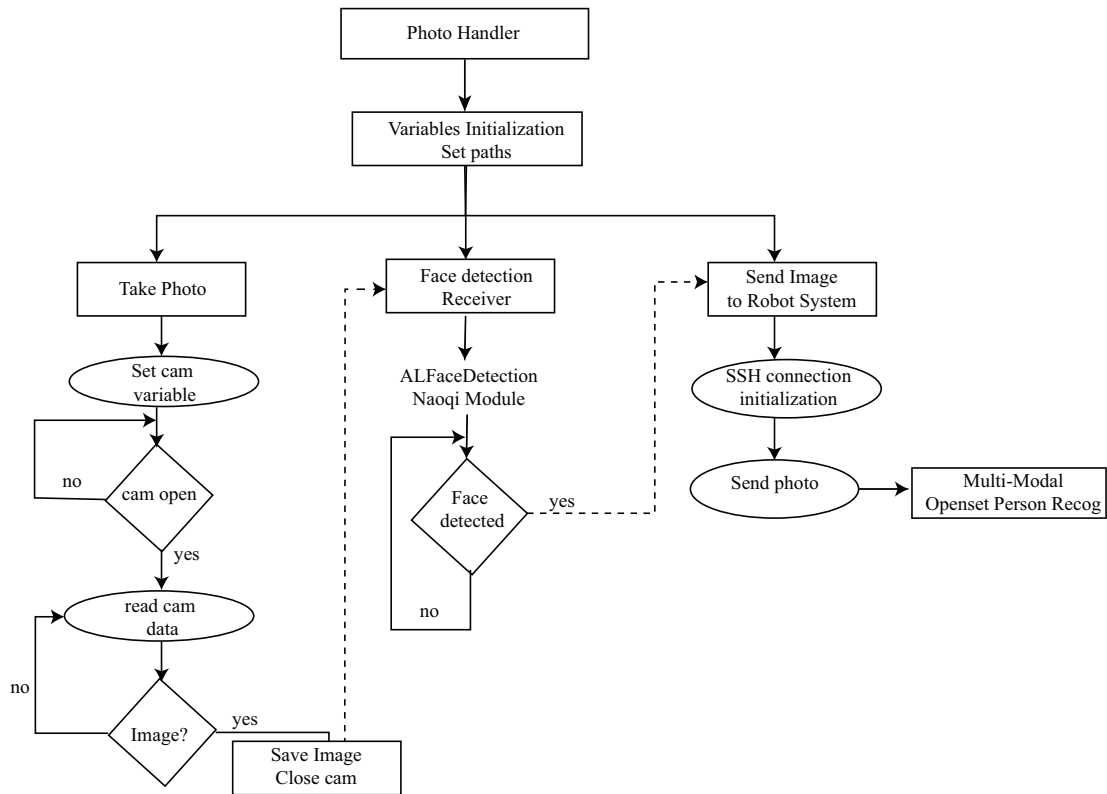 Photo Handler
Variables Initialization
Set paths
Take Photo
Face detection
Receiver
Send Image
to Robot System
Set cam
variable
ALFaceDetection
Naoqi Module
SSH connection
initialization
no
cam open
Face
detected
yes
Send photo
Multi-Modal
Openset Person Recog
yes
no
read cam
data
no
Image?
yes
Save Image
Close cam